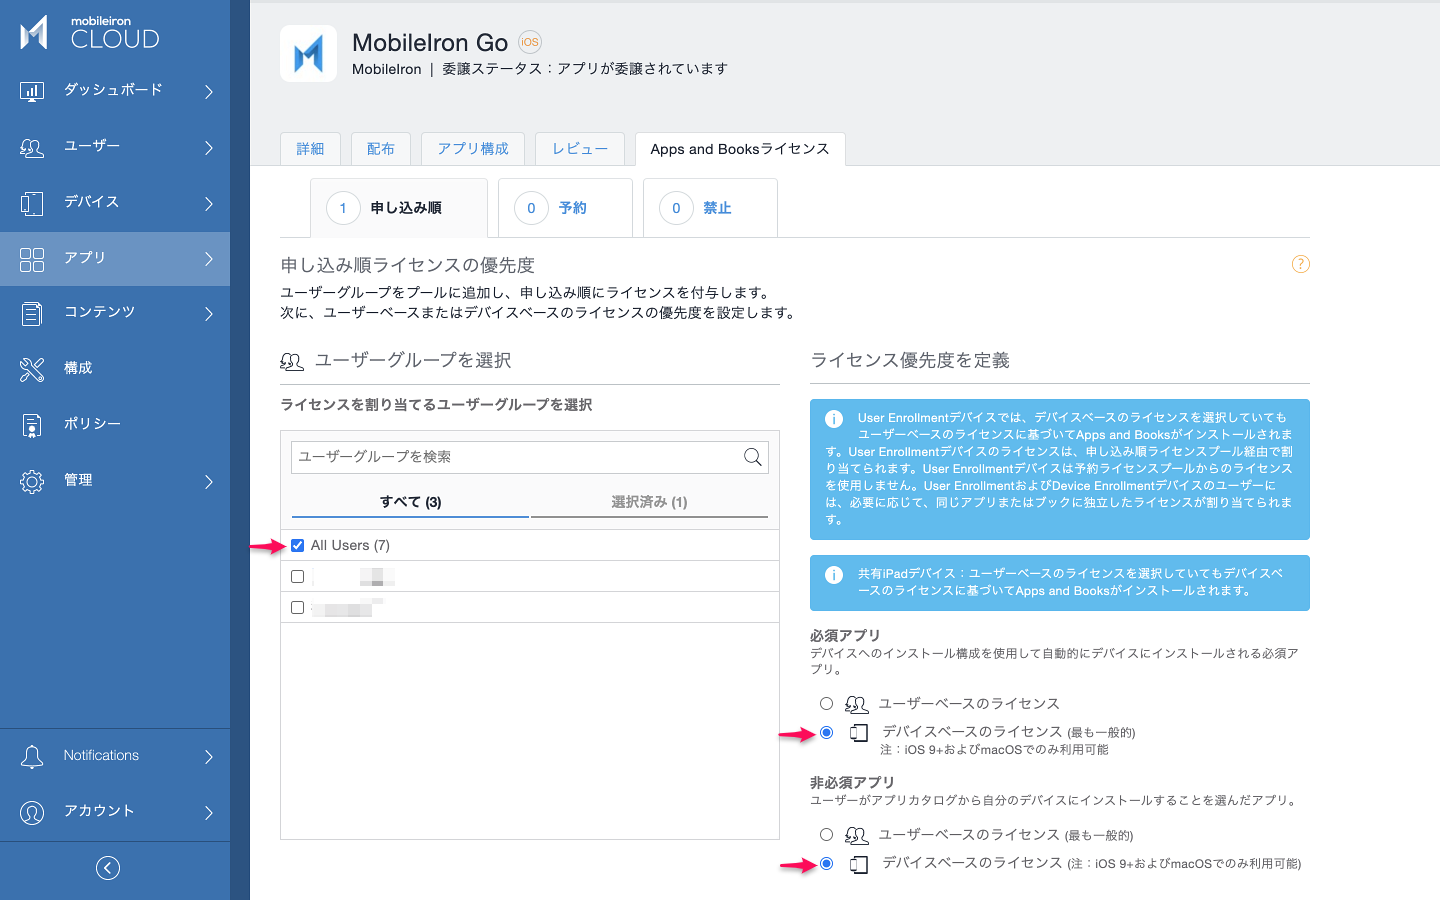 mobileiron
CLOUD
ダッシュボード
ユーザー
デバイス
アプリ
コンテンツ
構成
ポリシー
管理
Notifications
アカウント
MobileIron Go iOS
MobileIron | 委譲ステータス：アプリが委譲されています
詳細 配布 アプリ構成 レビュー Apps and Booksライセンス
1 申し込み順 0 予約 0 禁止
申し込み順ライセンスの優先度 ?
ユーザーグループをプールに追加し、申し込み順にライセンスを付与します。
次に、ユーザーベースまたはデバイスベースのライセンスの優先度を設定します。
ユーザーグループを選択
ライセンスを割り当てるユーザーグループを選択
ユーザーグループを検索
すべて (3) 選択済み (1)
All Users (7)
ライセンス優先度を定義
User Enrollmentデバイスでは、デバイスベースのライセンスを選択していても
ユーザーベースのライセンスに基づいてApps and Booksがインストールされま
す。User Enrollmentデバイスのライセンスは、申し込み順ライセンスプール経由で割
り当てられます。User Enrollmentデバイスは予約ライセンスプールからのライセンス
を使用しません。User EnrollmentおよびDevice Enrollmentデバイスのユーザーに
は、必要に応じて、同じアプリまたはブックに独立したライセンスが割り当てられま
す。
共有iPadデバイス：ユーザーベースのライセンスを選択していてもデバイスベ
ースのライセンスに基づいてApps and Booksがインストールされます。
必須アプリ
デバイスへのインストール構成を使用して自動的にデバイスにインストールされる必須ア
プリ。
ユーザーベースのライセンス
デバイスベースのライセンス (最も一般的)
注：iOS 9+およびmacOSでのみ利用可能
非必須アプリ
ユーザーがアプリカタログから自分のデバイスにインストールすることを選んだアプリ。
ユーザーベースのライセンス (最も一般的)
デバイスベースのライセンス (注：iOS 9+およびmacOSでのみ利用可能)